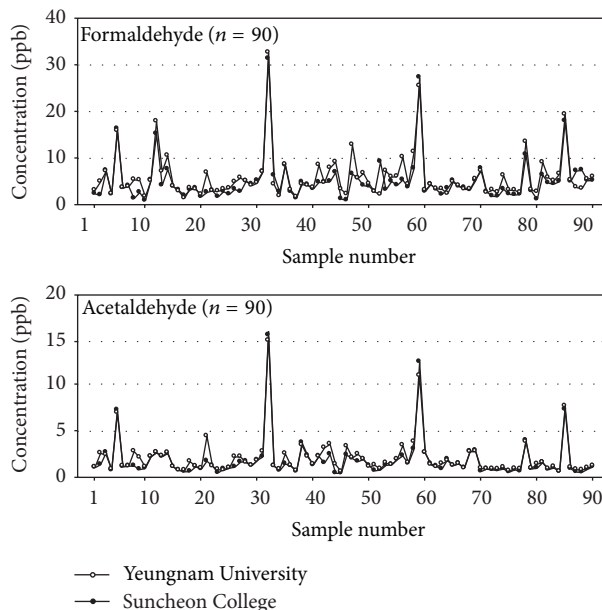 Formaldehyde (n = 90)
Concentration (ppb)
40
30
20
10
0
1 10 20 30 40 50 60 70 80 90
Sample number
Acetaldehyde (n = 90)
Concentration (ppb)
20
15
10
5
0
1 10 20 30 40 50 60 70 80 90
Sample number
Yeungnam University
Suncheon College